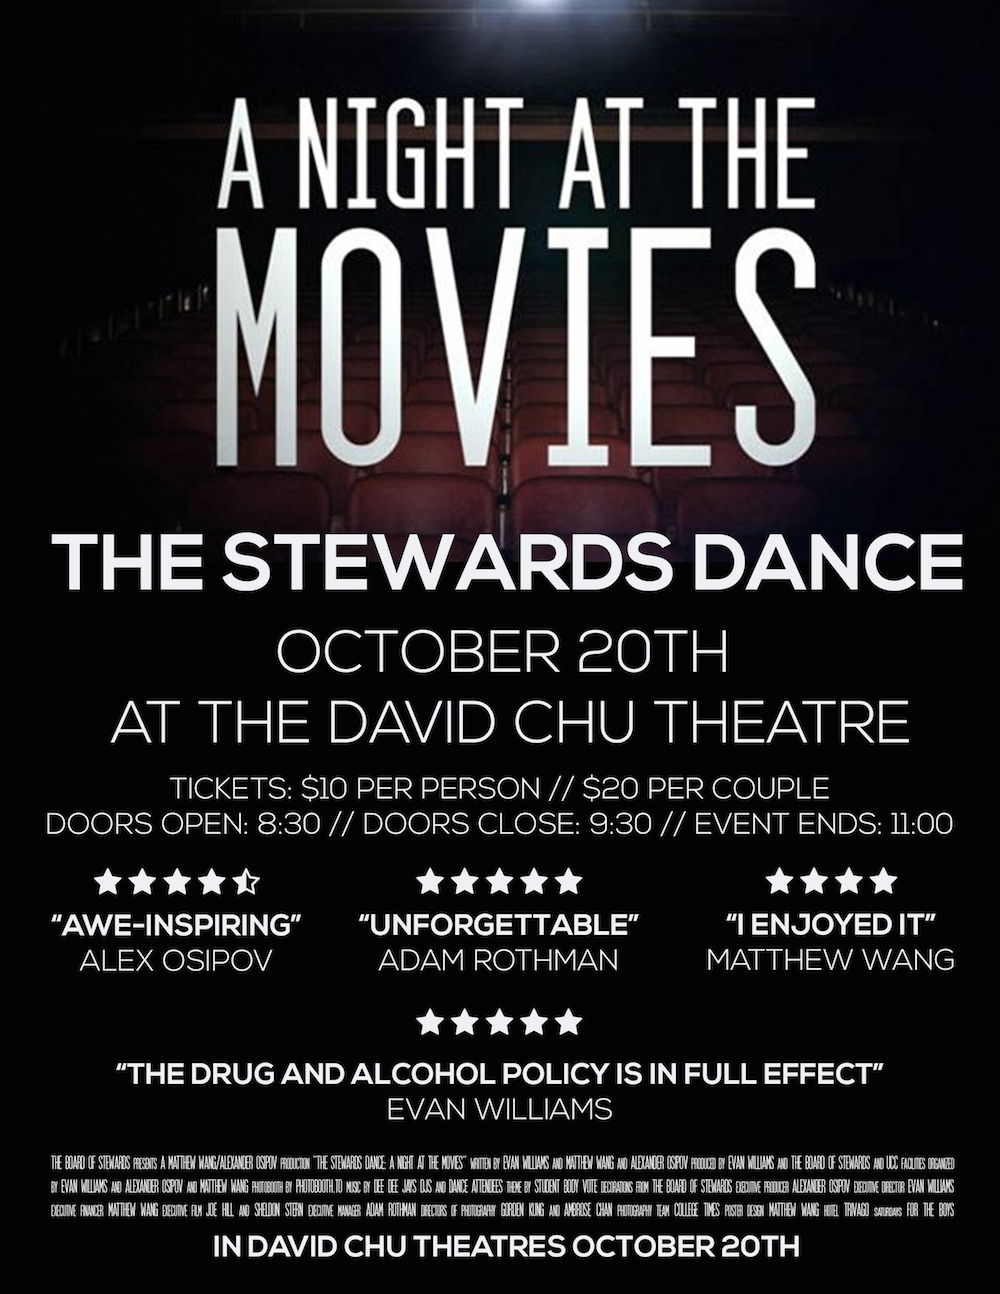 A NIGHT AT THE
MOVIES
THE STEWARDS DANCE
OCTOBER 20TH
AT THE DAVID CHU THEATRE
TICKETS: $10 PER PERSON // $20 PER COUPLE
DOORS OPEN: 8:30 // DOORS CLOSE: 9:30 // EVENT ENDS: 11:00
"AWE-INSPIRING"
ALEX OSIPOV
"UNFORGETTABLE"
ADAM ROTHMAN
"I ENJOYED IT"
MATTHEW WANG
"THE DRUG AND ALCOHOL POLICY IS IN FULL EFFECT"
EVAN WILLIAMS
THE BOARD OF STEWARDS PRESENTS A MATTHEW WANG/ALEXANDER OSIPOV PRODUCTION "THE STEWARDS DANCE: A NIGHT AT THE MOVIES" WRITTEN BY EVAN WILLIAMS AND MATTHEW WANG AND ALEXANDER OSIPOV PRODUCED BY EVAN WILLIAMS AND THE BOARD OF STEWARDS AND UCC FACILITIES ORGANIZED
BY EVAN WILLIAMS AND ALEXANDER OSIPOV AND MATTHEW WANG PHOTOBOOTH BY PHOTOBOOTH.TO MUSIC BY DEE DEE JAYS DJS AND DANCE ATTENDEES THEME BY STUDENT BODY VOTE DECORATIONS FROM THE BOARD OF STEWARDS EXECUTIVE PRODUCER ALEXANDER OSIPOV EXECUTIVE DIRECTOR EVAN WILLIAMS
EXECUTIVE FINANCER MATTHEW WANG EXECUTIVE FILM JOE HILL AND SHELDON STERN EXECUTIVE MANAGER ADAM ROTHMAN DIRECTORS OF PHOTOGRAPHY GORDEN KUNG AND AMBROSE CHAN PHOTOGRAPHY TEAM COLLEGE TIMES POSTER DESIGN MATTHEW WANG HOTEL TRIVAGO SATURDAYS FOR THE BOYS
IN DAVID CHU THEATRES OCTOBER 20TH